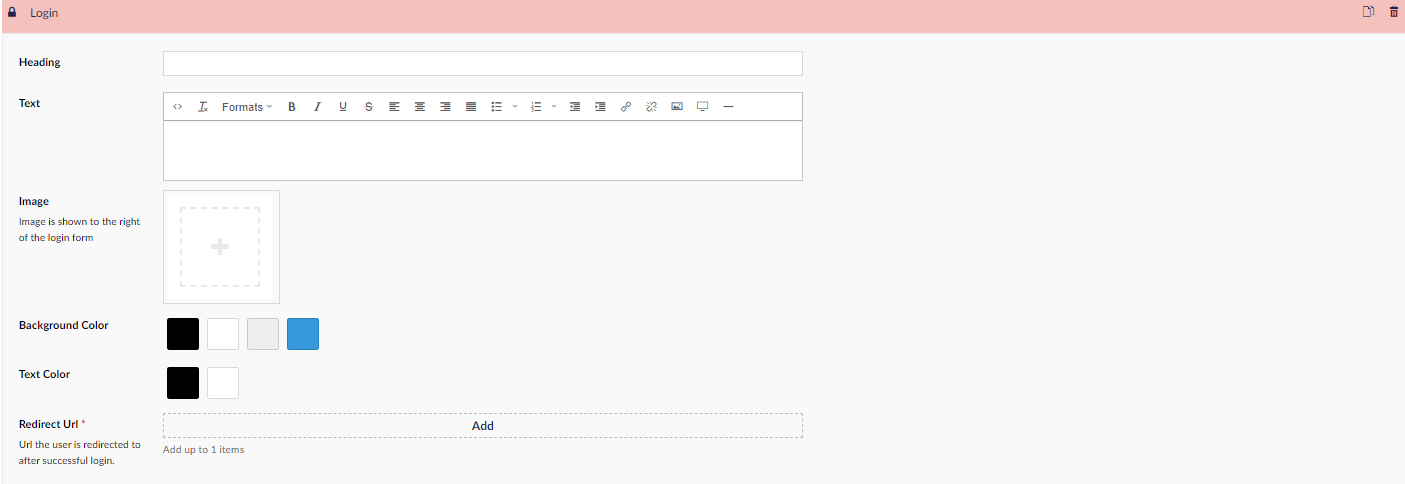 Login
Heading
Text
Formats B I U S
Image
Image is shown to the right
of the login form
Background Color
Text Color
Redirect Url *
Add
Url the user is redirected to
after successful login.
Add up to 1 items